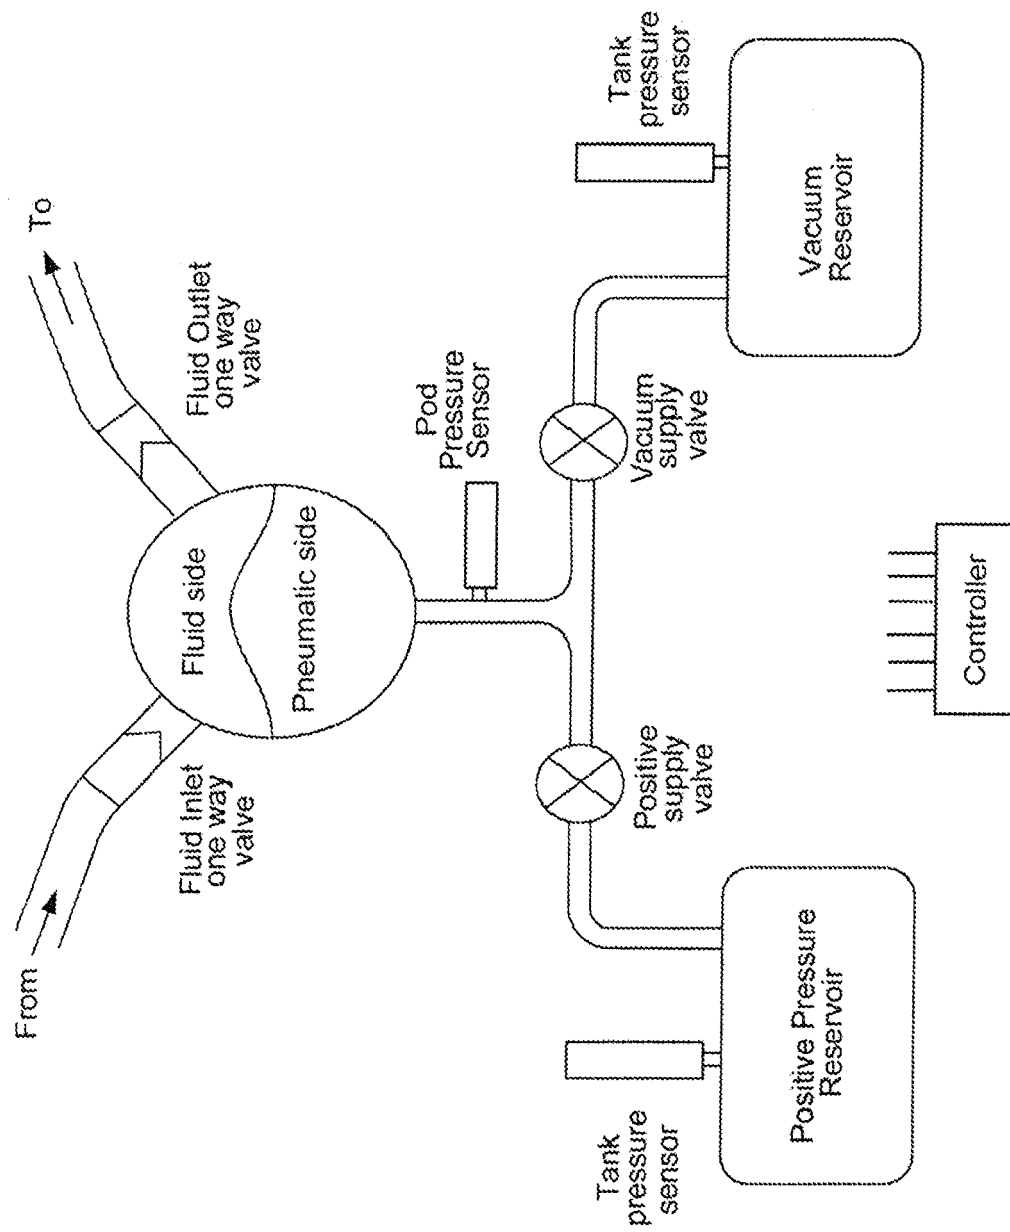 From
To
Fluid Inlet
one way
valve
Fluid Outlet
one way
valve
Fluid side
Pneumatic side
Pod
Pressure
Sensor
Positive
supply
valve
Vacuum
supply
valve
Tank
pressure
sensor
Tank
pressure
sensor
Positive Pressure
Reservoir
Vacuum
Reservoir
Controller